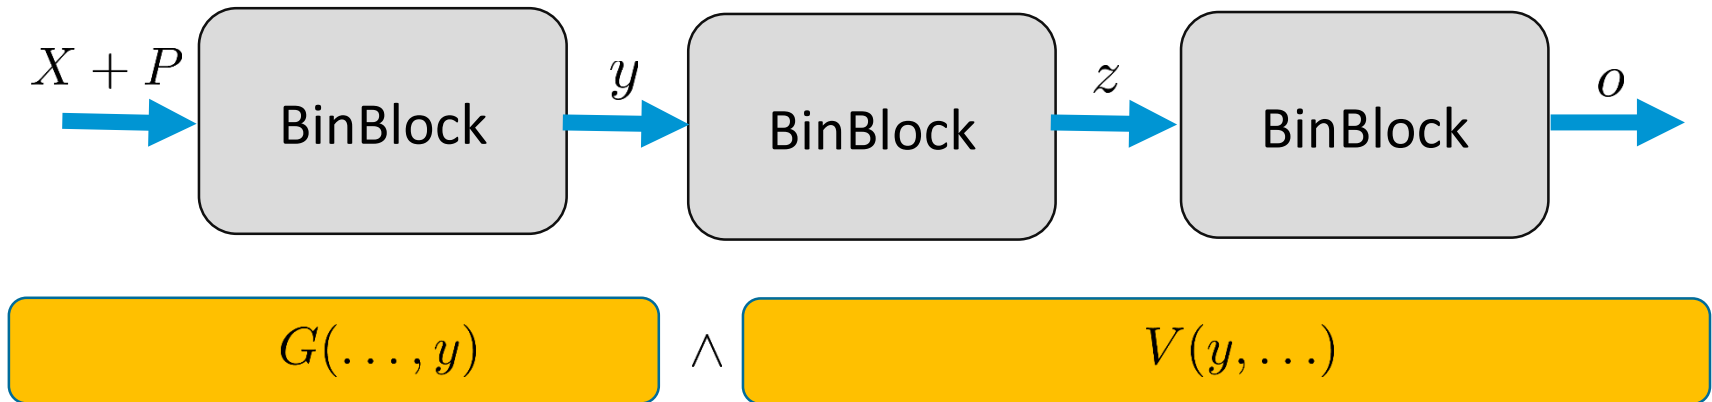 X + P y z o
BinBlock BinBlock BinBlock
G(..., y) ∧ V(y, ...)